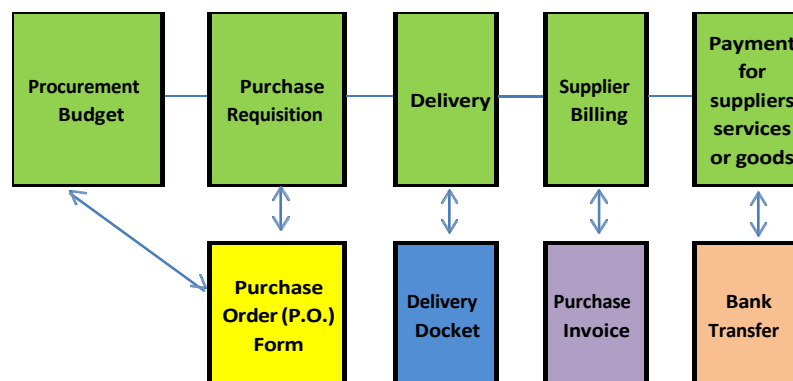 Procurement
Budget
Purchase
Requisition
Delivery
Supplier
Billing
Payment
for
suppliers
services
or goods
Purchase
Order (P.O.)
Form
Delivery
Docket
Purchase
Invoice
Bank
Transfer